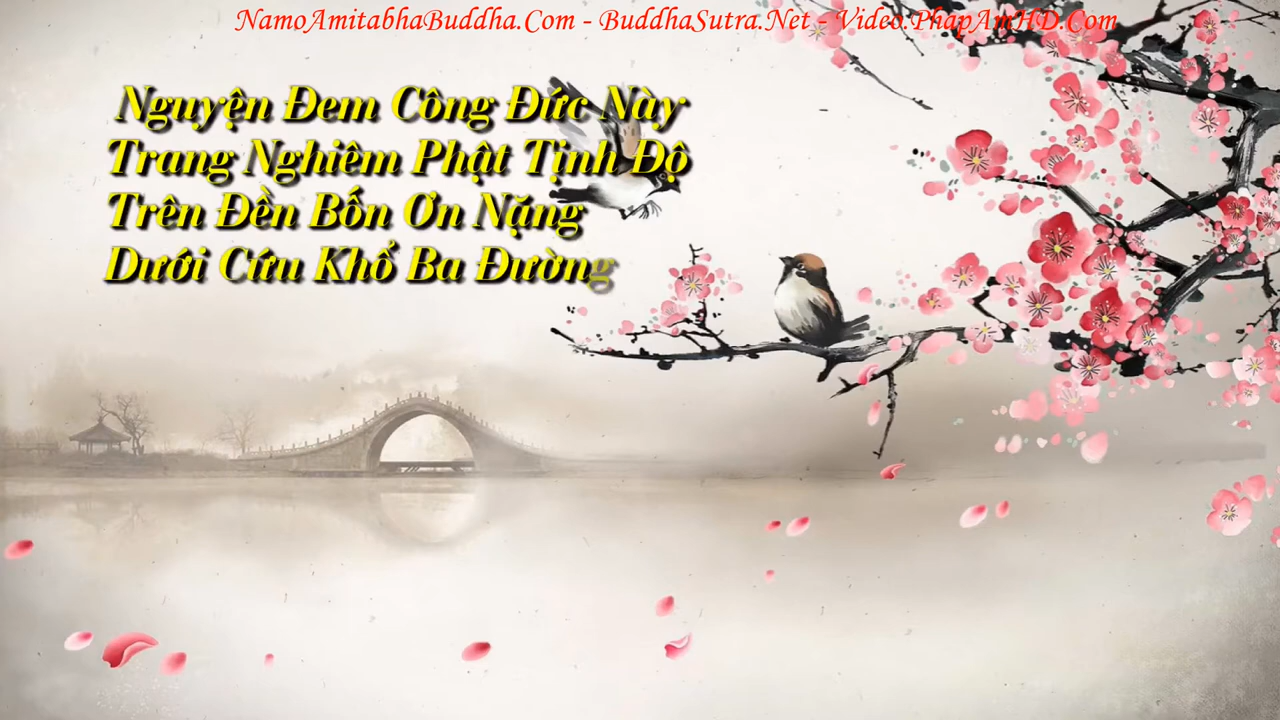 NamoAmitabhaBuddha.Com - BuddhaSutra.Net - Video.PhapAmHD.Com
Nguyện Đem Công Đức Này
Trang Nghiêm Phật Tịnh Độ
Trên Đền Bốn Ơn Nặng
Dưới Cứu Khổ Ba Đường